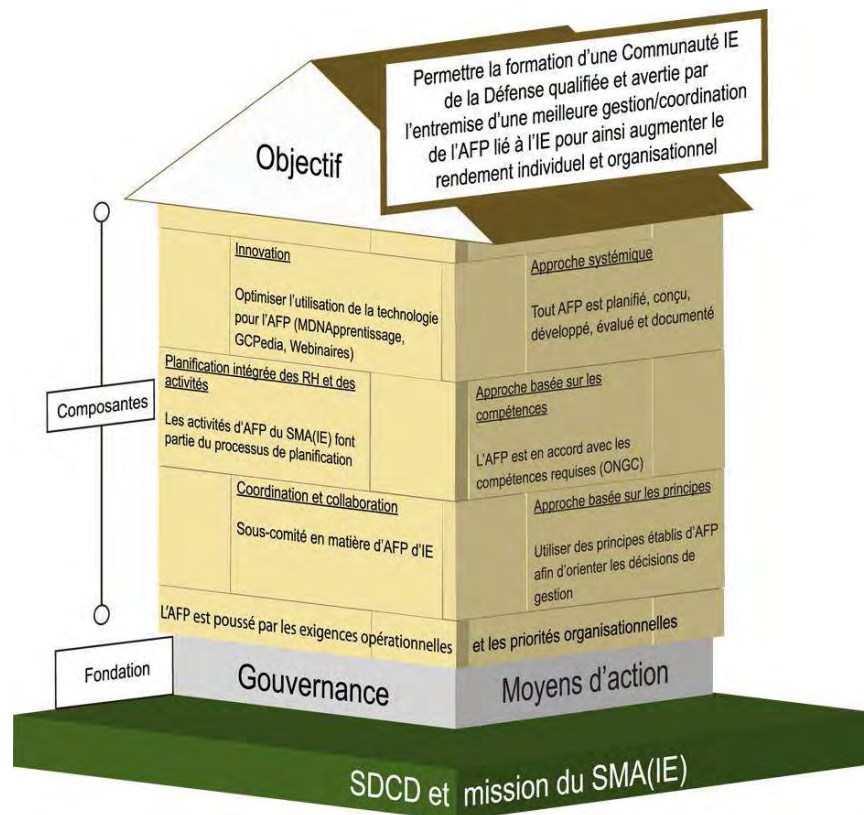 Permettre la formation d'une Communauté IE
de la Défense qualifiée et avertie par
l'entremise d'une meilleure gestion/coordination
de l'AFP lié à l'IE pour ainsi augmenter le
rendement individuel et organisationnel
Objectif
Composantes
Innovation
Optimiser l'utilisation de la technologie
pour l'AFP (MDNApprentissage,
GCPedia, Webinaires)
Approche systémique
Tout AFP est planifié, conçu,
développé, évalué et documenté
Planification intégrée des RH et des
activités
Les activités d'AFP du SMA(IE) font
partie du processus de planification
Approche basée sur les
compétences
L'AFP est en accord avec les
compétences requises (ONGC)
Coordination et collaboration
Sous-comité en matière d'AFP d'IE
Approche basée sur les principes
Utiliser des principes établis d'AFP
afin d'orienter les décisions de
gestion
L'AFP est poussé par les exigences opérationnelles et les priorités organisationnelles
Fondation
Gouvernance
Moyens d'action
SDCD et mission du SMA(IE)